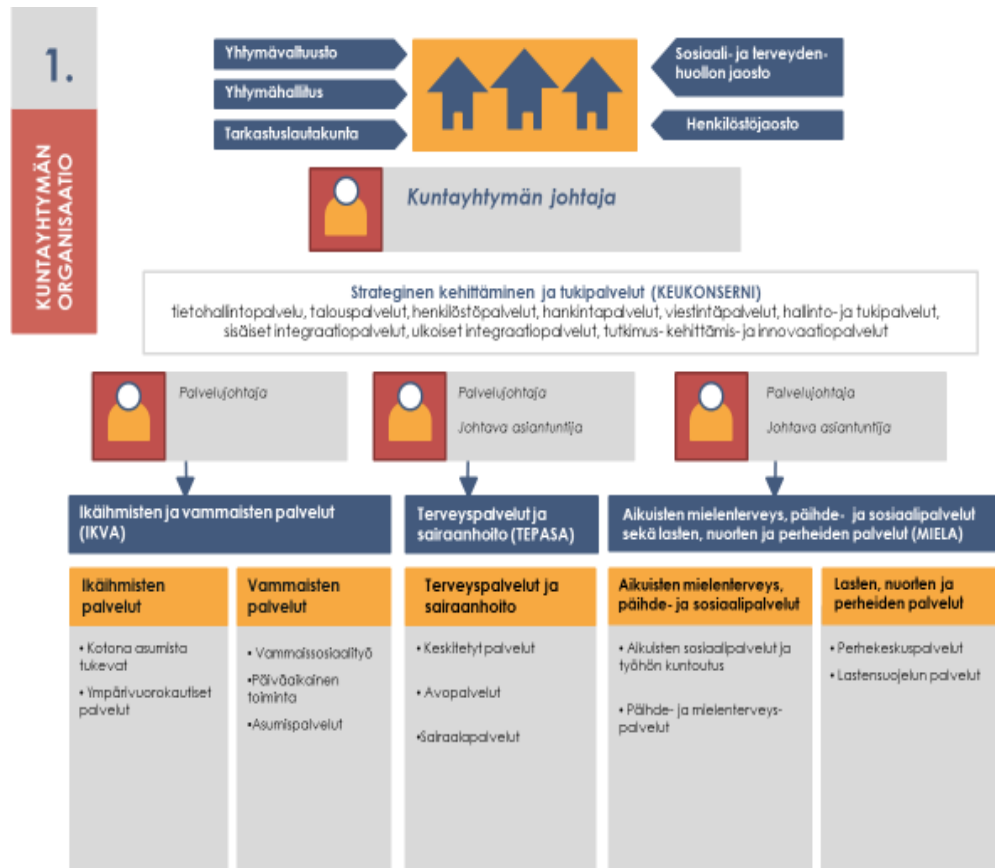 1.
KUNTAYHTYMÄN
ORGANISAATIO
Yhtymävaltuusto
Yhtymähallitus
Tarkastuslautakunta
Sosiaali- ja terveyden-
huollon jaosto
Henkilöstöjaosto
Kuntayhtymän johtaja
Strateginen kehittäminen ja tukipalvelut (KEUKONSERNI)
tietohallintopalvelu, talouspalvelut, henkilöstöpalvelut, hankintapalvelut, viestintäpalvelut, hallinto- ja tukipalvelut,
sisäiset integraatiopalvelut, ulkoiset integraatiopalvelut, tutkimus- kehittämis- ja innovaatiopalvelut
Palvelujohtaja
Palvelujohtaja
Johtava asiantuntija
Palvelujohtaja
Johtava asiantuntija
Ikäihmisten ja vammaisten palvelut
(IKVA)
Terveyspalvelut ja
sairaanhoito (TEPASA)
Aikuisten mielenterveys, päihde- ja sosiaalipalvelut
sekä lasten, nuorten ja perheiden palvelut (MIELA)
Ikäihmisten
palvelut
• Kotona asumista
tukevat
• Ympärivuorokautiset
palvelut
Vammaisten
palvelut
• Vammaissosiaalityö
•Päiväaikainen
toiminta
•Asumispalvelut
Terveyspalvelut ja
sairaanhoito
• Keskitetyt palvelut
• Avopalvelut
•Sairaalapalvelut
Aikuisten mielenterveys,
päihde- ja sosiaalipalvelut
• Aikuisten sosiaalipalvelut ja
työhön kuntoutus
• Päihde- ja mielenterveys-
palvelut
Lasten, nuorten ja
perheiden palvelut
• Perhekeskuspalvelut
• Lastensuojelun palvelut